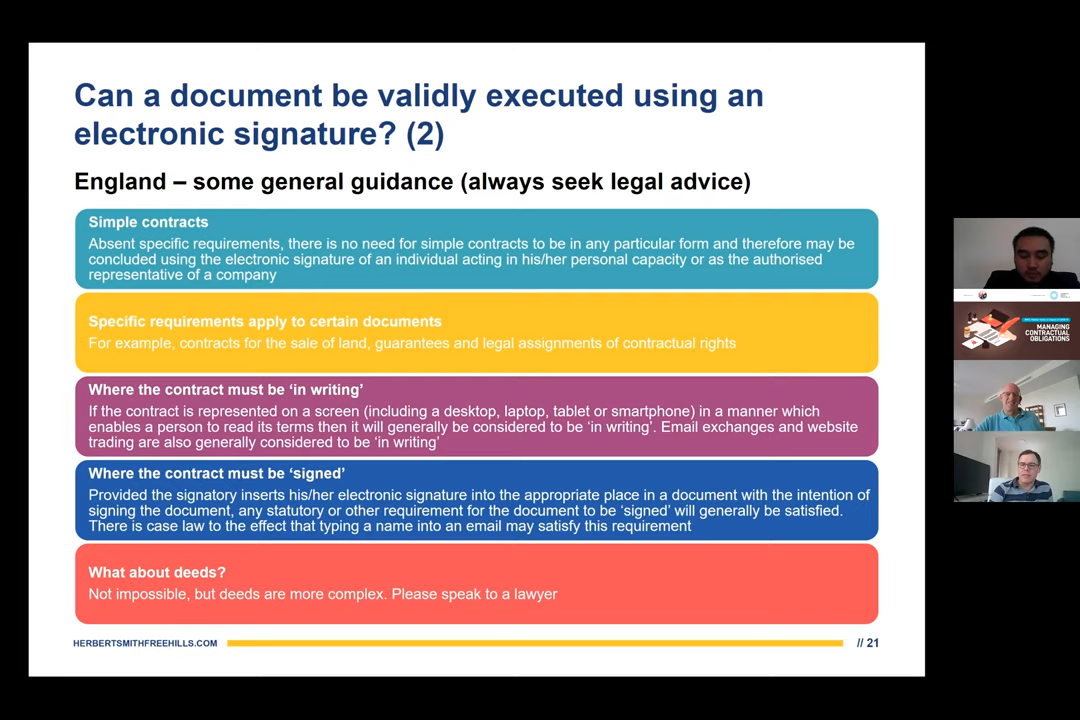 Can a document be validly executed using an
electronic signature? (2)
England – some general guidance (always seek legal advice)
Simple contracts
Absent specific requirements, there is no need for simple contracts to be in any particular form and therefore may be
concluded using the electronic signature of an individual acting in his/her personal capacity or as the authorised
representative of a company
Specific requirements apply to certain documents
For example, contracts for the sale of land, guarantees and legal assignments of contractual rights
Where the contract must be ‘in writing’
If the contract is represented on a screen (including a desktop, laptop, tablet or smartphone) in a manner which
enables a person to read its terms then it will generally be considered to be ‘in writing’. Email exchanges and website
trading are also generally considered to be ‘in writing’
Where the contract must be ‘signed’
Provided the signatory inserts his/her electronic signature into the appropriate place in a document with the intention of
signing the document, any statutory or other requirement for the document to be ‘signed’ will generally be satisfied.
There is case law to the effect that typing a name into an email may satisfy this requirement
What about deeds?
Not impossible, but deeds are more complex. Please speak to a lawyer
HERBERTSMITHFREEHILLS.COM
// 21
MANAGING
CONTRACTUAL
OBLIGATIONS